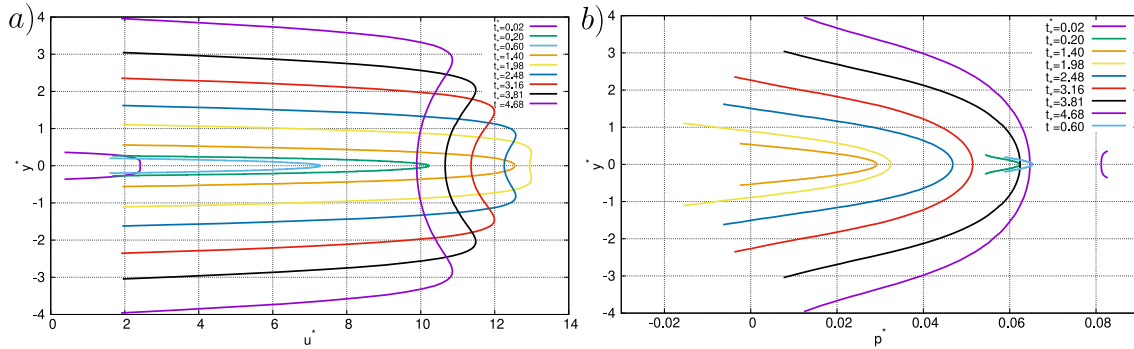 a)
t*=0.02
t*=0.20
t*=0.60
t*=1.40
t*=1.98
t*=2.48
t*=3.16
t*=3.81
t*=4.68
4
3
2
1
0
-1
-2
-3
-4
y*
0 2 4 6 8 10 12 14
u*
b)
t*=0.02
t*=0.20
t*=1.40
t*=1.98
t*=2.48
t*=3.16
t*=3.81
t*=4.68
t*=0.60
4
3
2
1
0
-1
-2
-3
-4
y*
-0.02 0 0.02 0.04 0.06 0.08
p*